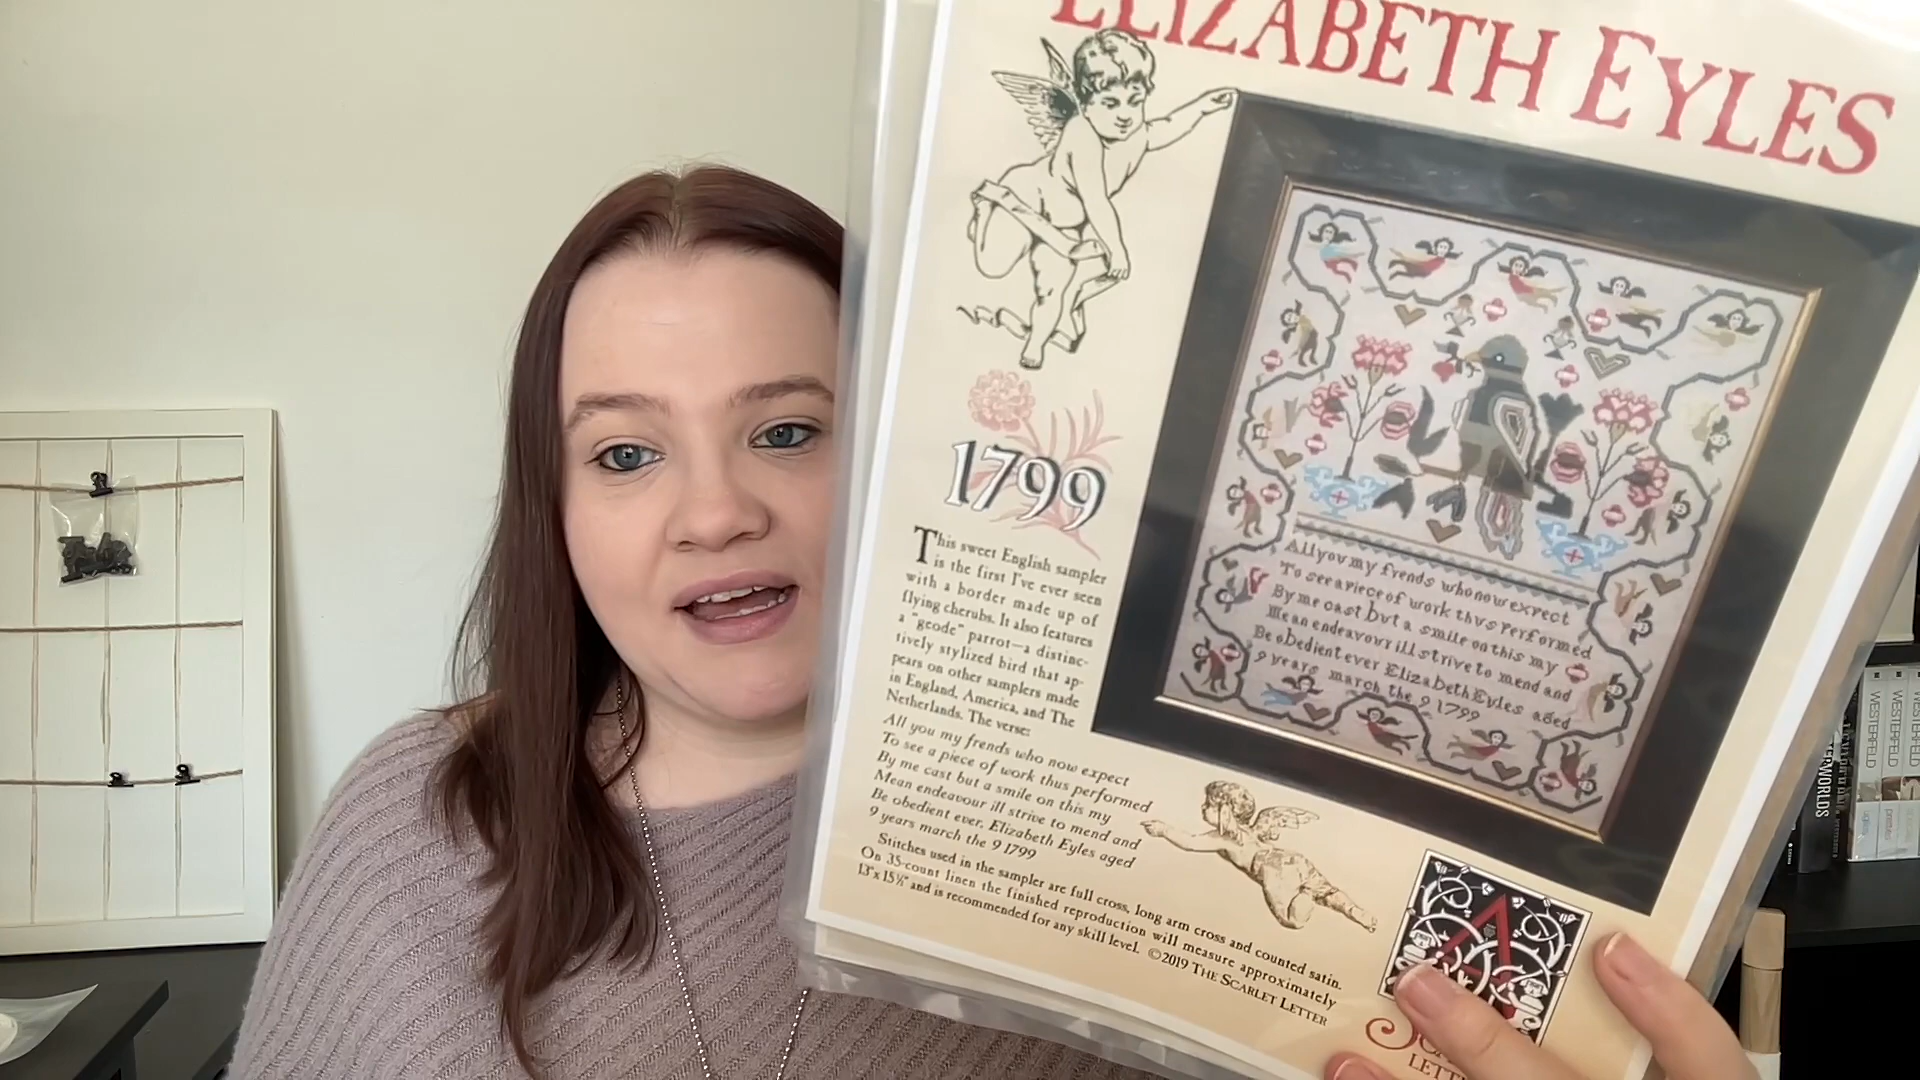 ELIZABETH EYLES
1799
This sweet English sampler
is the first I've ever seen
with a border made up of
flying cherubs. It also features
a "geode" parrot—a distinc-
tively stylized bird that ap-
pears on other samplers made
in England, America, and The
Netherlands. The verse:
All you my frends who now expect
To see a piece of work thus performed
By me cast but a smile on this my
Mean endeavour ill strive to mend and
Be obedient ever, Elizabeth Eyles aged
9 years march the 9 1799
Stitches used in the sampler are full cross, long arm cross and counted satin.
On 35-count linen the finished reproduction will measure approximately
13" x 15½" and is recommended for any skill level. ©2019 THE SCARLET LETTER
All you my frends who now expect
To see a piece of work thus Performed
By me cast but a smile on this my
Mean endeavour ill strive to mend and
Be obedient ever Elizabeth Eyles aged
9 years march the 9 1799
A
LETT
WESTERFELD
WESTERFELD
TERWORLDS